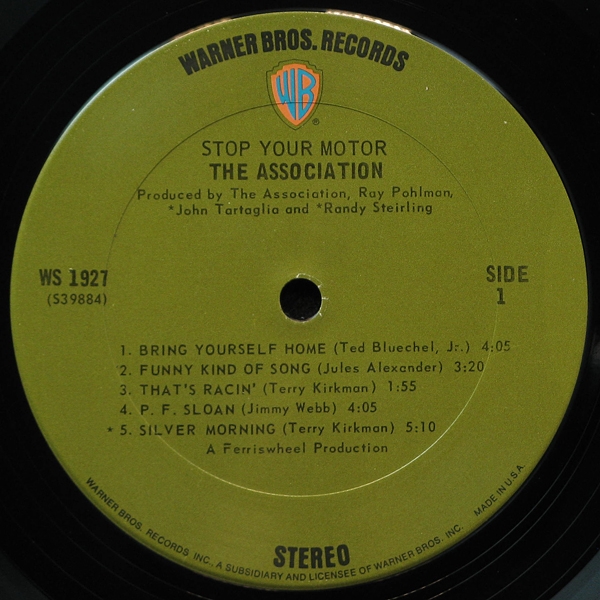 WARNER BROS. RECORDS
WB
®
STOP YOUR MOTOR
THE ASSOCIATION
Produced by The Association, Ray Pohlman,
*John Tartaglia and *Randy Steirling
WS 1927
(S39884)
SIDE
1
1. BRING YOURSELF HOME (Ted Bluechel, Jr.) 4:05
2. FUNNY KIND OF SONG (Jules Alexander) 3:20
3. THAT'S RACIN' (Terry Kirkman) 1:55
4. P. F. SLOAN (Jimmy Webb) 4:05
* 5. SILVER MORNING (Terry Kirkman) 5:10
A Ferriswheel Production
STEREO
WARNER BROS. RECORDS INC., A SUBSIDIARY AND LICENSEE OF WARNER BROS. INC. MADE IN U.S.A.